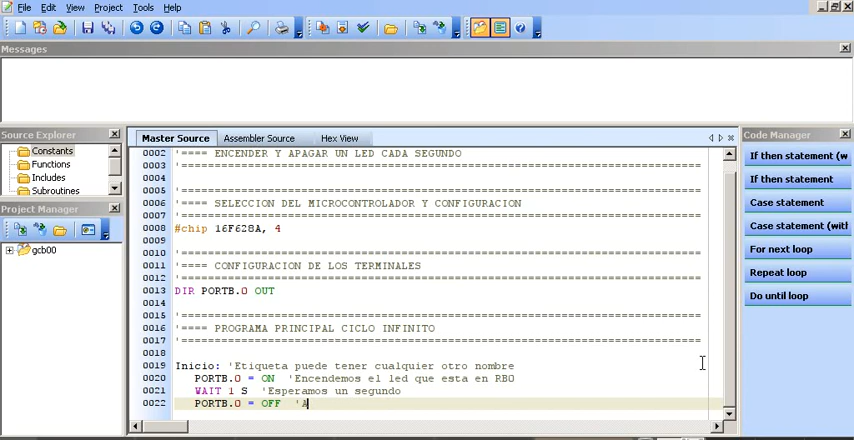 File Edit View Project Tools Help
Messages
Source Explorer
Constants
Functions
Includes
Subroutines
Project Manager
gcb00
Master Source Assembler Source Hex View
0002 '==== ENCENDER Y APAGAR UN LED CADA SEGUNDO
0003 '==============================================================================
0004
0005 '==============================================================================
0006 '==== SELECCION DEL MICROCONTROLADOR Y CONFIGURACION
0007 '==============================================================================
0008 #chip 16F628A, 4
0009
0010 '==============================================================================
0011 '==== CONFIGURACION DE LOS TERMINALES
0012 '==============================================================================
0013 DIR PORTB.0 OUT
0014
0015 '==============================================================================
0016 '==== PROGRAMA PRINCIPAL CICLO INFINITO
0017 '==============================================================================
0018
0019 Inicio: 'Etiqueta puede tener cualquier otro nombre
0020 PORTB.0 = ON 'Encendemos el led que esta en RB0
0021 WAIT 1 S 'Esperamos un segundo
0022 PORTB.0 = OFF 'A
Code Manager
If then statement (w
If then statement
Case statement
Case statement (with
For next loop
Repeat loop
Do until loop